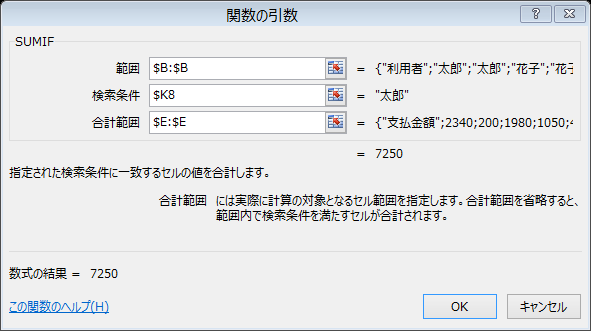 関数の引数
SUMIF
範囲 $B:$B = {"利用者";"太郎";"太郎";"花子";"花子
検索条件 $K8 = "太郎"
合計範囲 $E:$E = {"支払金額";2340;200;1980;1050;4
= 7250
指定された検索条件に一致するセルの値を合計します。
合計範囲 には実際に計算の対象となるセル範囲を指定します。合計範囲を省略すると、
範囲内で検索条件を満たすセルが合計されます。
数式の結果 = 7250
この関数のヘルプ(H) OK キャンセル